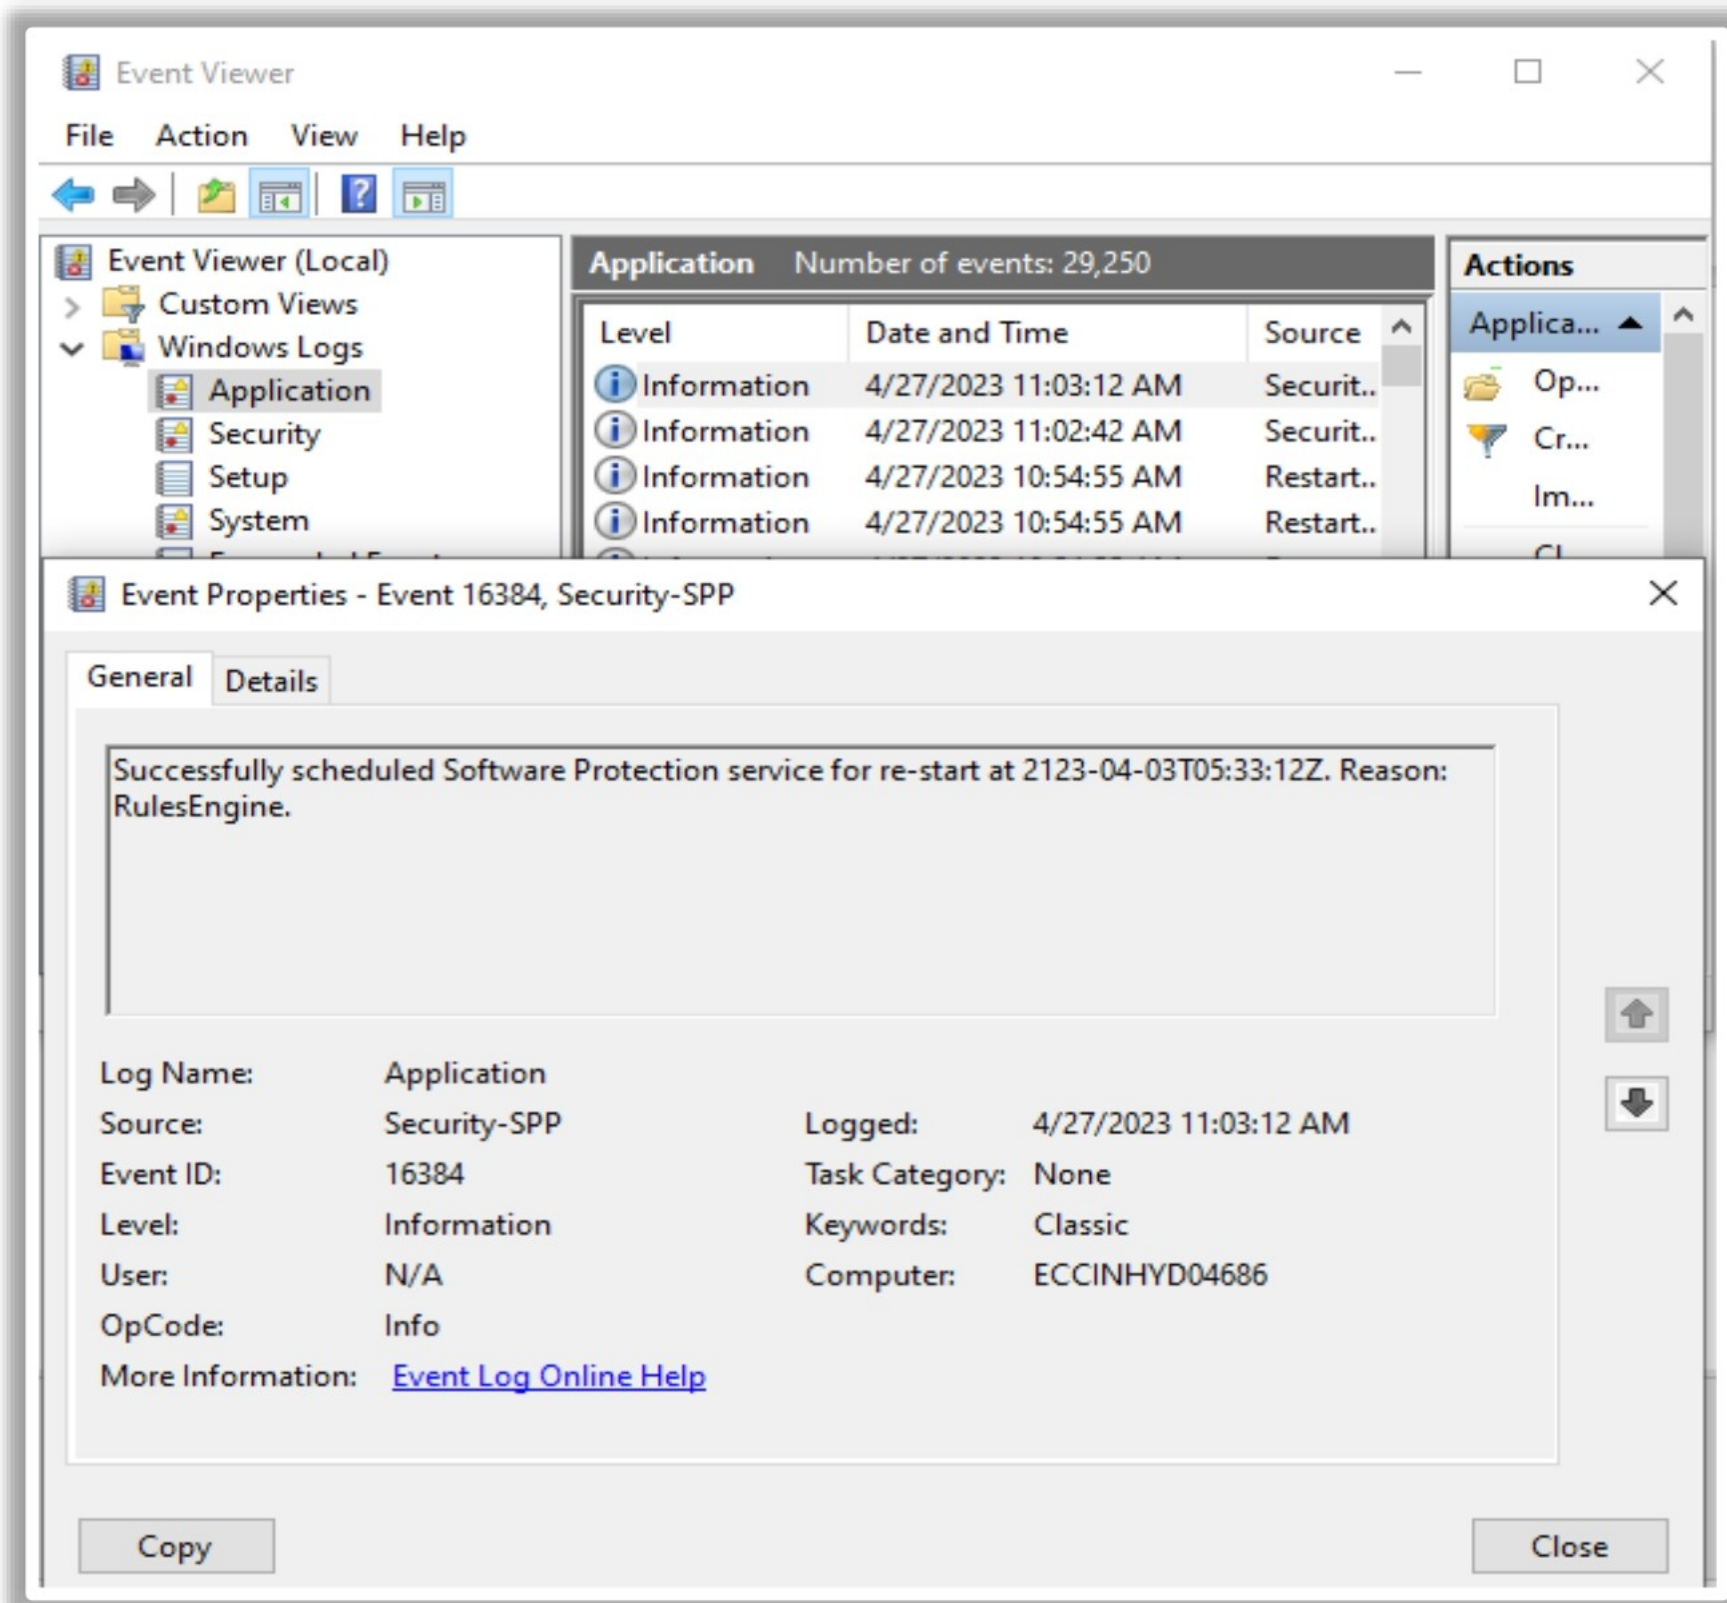 Event Viewer
File Action View Help
Event Viewer (Local)
Custom Views
Windows Logs
Application
Security
Setup
System
Application Number of events: 29,250
Level Date and Time Source
Information 4/27/2023 11:03:12 AM Securit..
Information 4/27/2023 11:02:42 AM Securit..
Information 4/27/2023 10:54:55 AM Restart..
Information 4/27/2023 10:54:55 AM Restart..
Actions
Applica...
Op...
Cr...
Im...
Event Properties - Event 16384, Security-SPP
General Details
Successfully scheduled Software Protection service for re-start at 2123-04-03T05:33:12Z. Reason:
RulesEngine.
Log Name: Application
Source: Security-SPP Logged: 4/27/2023 11:03:12 AM
Event ID: 16384 Task Category: None
Level: Information Keywords: Classic
User: N/A Computer: ECCINHYD04686
OpCode: Info
More Information: Event Log Online Help
Copy Close